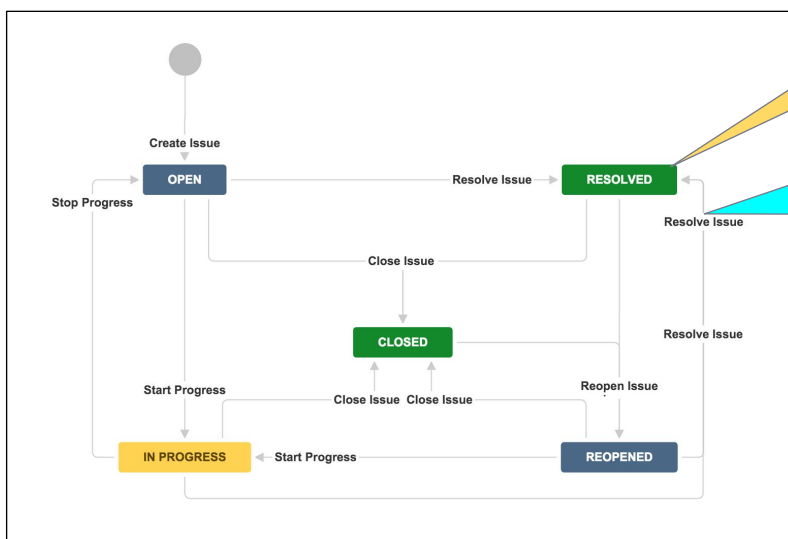 Create Issue
OPEN
Resolve Issue
RESOLVED
Stop Progress
Resolve Issue
Close Issue
Resolve Issue
CLOSED
Start Progress
Reopen Issue
Close Issue
Close Issue
IN PROGRESS
Start Progress
REOPENED